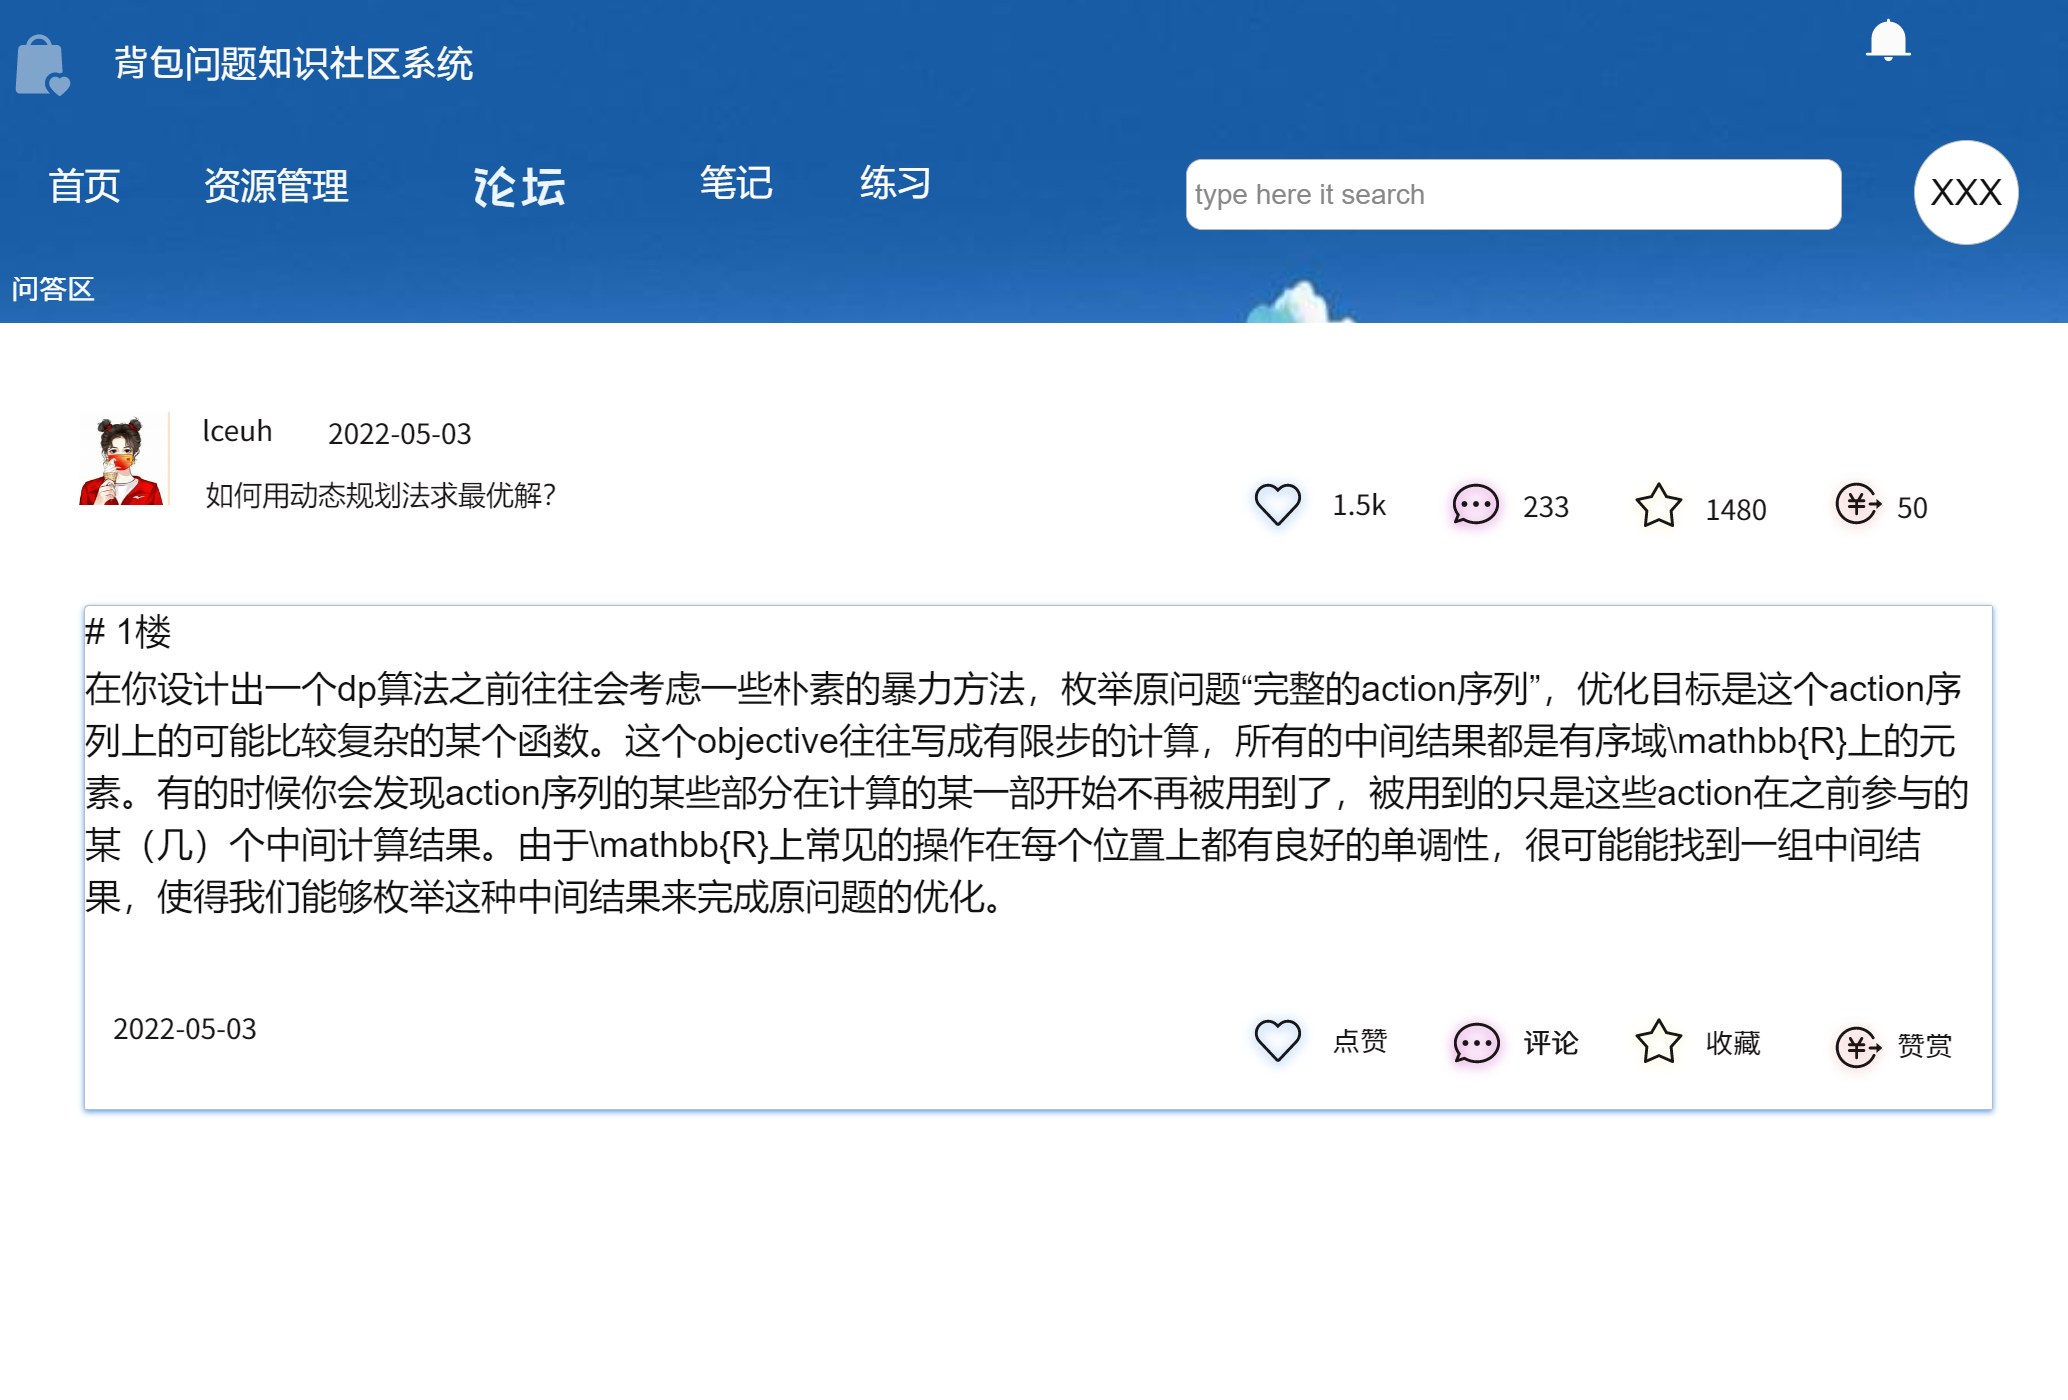 背包问题知识社区系统
首页 资源管理 论坛 笔记 练习 type here it search XXX
问答区
lceuh 2022-05-03
如何用动态规划法求最优解？
1.5k 233 1480 50
# 1楼
在你设计出一个dp算法之前往往会考虑一些朴素的暴力方法，枚举原问题“完整的action序列”，优化目标是这个action序
列上的可能比较复杂的某个函数。这个objective往往写成有限步的计算，所有的中间结果都是有序域\mathbb{R}上的元
素。有的时候你会发现action序列的某些部分在计算的某一部开始不再被用到了，被用到的只是这些action在之前参与的
某（几）个中间计算结果。由于\mathbb{R}上常见的操作在每个位置上都有良好的单调性，很可能能找到一组中间结
果，使得我们能够枚举这种中间结果来完成原问题的优化。
2022-05-03 点赞 评论 收藏 赞赏